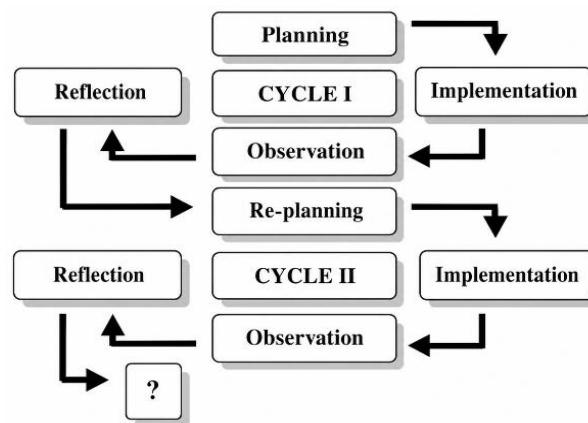 Planning
Reflection
CYCLE I
Implementation
Observation
Re-planning
Reflection
CYCLE II
Implementation
Observation
?